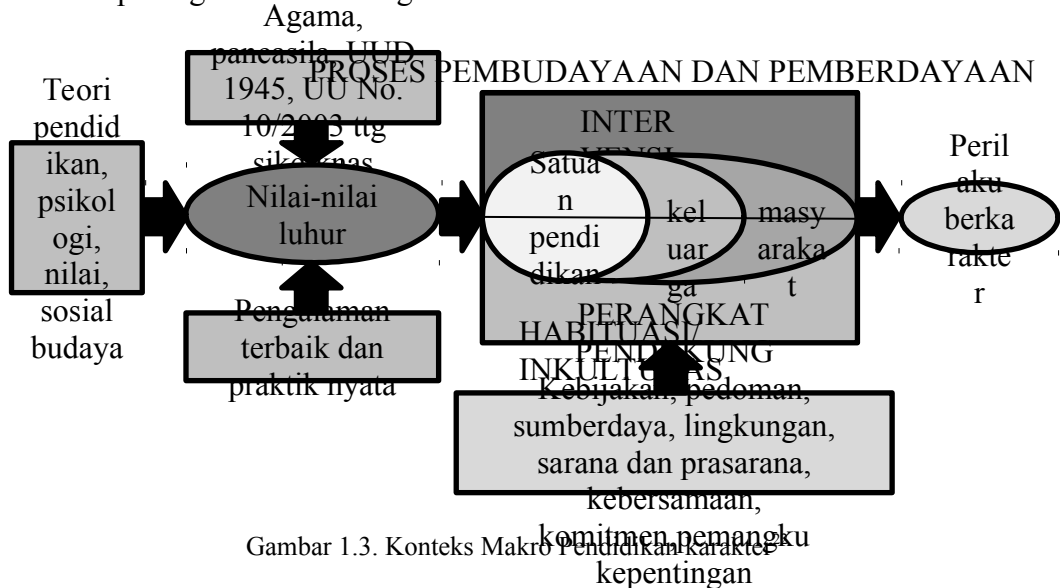 Agama,
pancasila, UUD
1945, UU No.
10/2003 ttg
sikdiknas
PROSES PEMBUDAYAAN DAN PEMBERDAYAAN
Teori
pendid
ikan,
psikol
ogi,
nilai,
sosial
budaya
Nilai-nilai
luhur
Pengalaman
terbaik dan
praktik nyata
INTER
VENSI
Satua
n
pendi
dikan
kel
uar
ga
masy
araka
t
HABITUASI/
INKULTURAS
PERANGKAT
PENDUKUNG
Kebijakan, pedoman,
sumberdaya, lingkungan,
sarana dan prasarana,
kebersamaan,
komitmen,pemangku
kepentingan
Peril
aku
berka
rakte
r
Gambar 1.3. Konteks Makro Pendidikan karakter